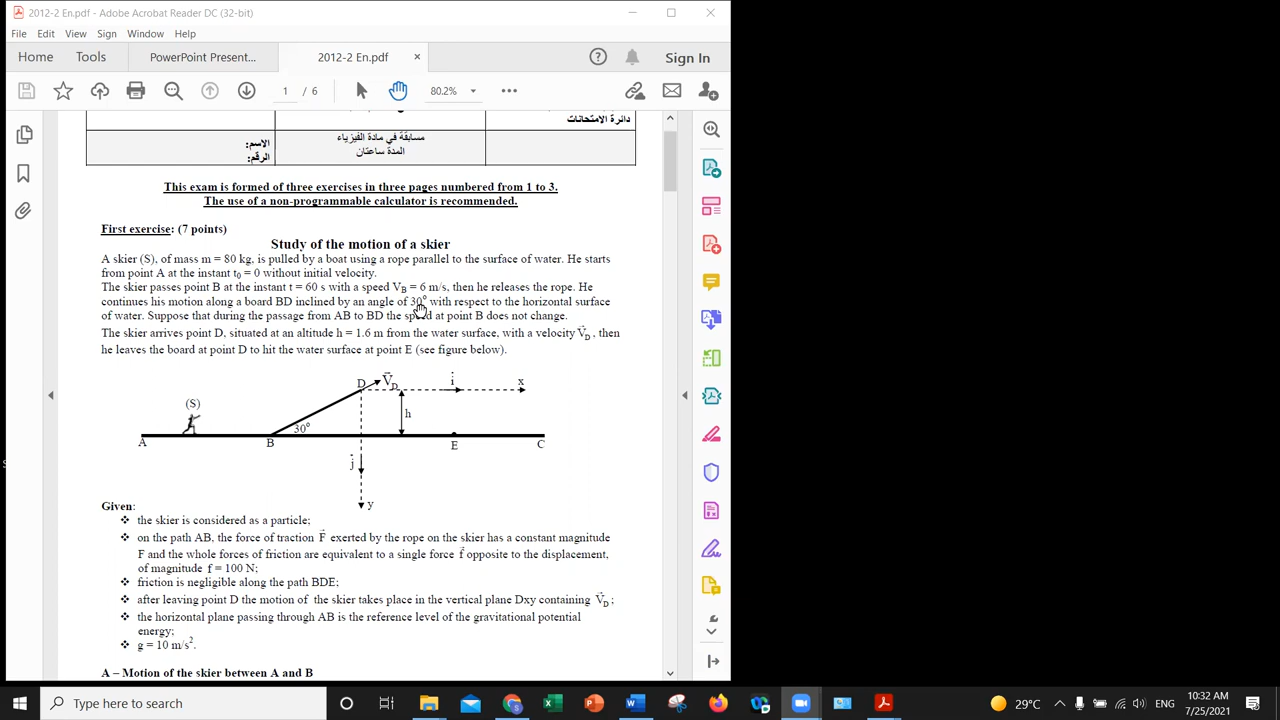 2012-2 En.pdf - Adobe Acrobat Reader DC (32-bit)
File Edit View Sign Window Help
Home Tools PowerPoint Present... 2012-2 En.pdf × Sign In
1 / 6 80.2%
دائرة الامتحانات
الاسم:
الرقم:
مسابقة في مادة الفيزياء
المدة ساعتان
This exam is formed of three exercises in three pages numbered from 1 to 3.
The use of a non-programmable calculator is recommended.
First exercise: (7 points)
Study of the motion of a skier
A skier (S), of mass m = 80 kg, is pulled by a boat using a rope parallel to the surface of water. He starts
from point A at the instant t0 = 0 without initial velocity.
The skier passes point B at the instant t = 60 s with a speed VB = 6 m/s, then he releases the rope. He
continues his motion along a board BD inclined by an angle of 30° with respect to the horizontal surface
of water. Suppose that during the passage from AB to BD the speed at point B does not change.
The skier arrives point D, situated at an altitude h = 1.6 m from the water surface, with a velocity V⃗D, then
he leaves the board at point D to hit the water surface at point E (see figure below).
D V⃗D i x
(S) h
30°
A B E C
j
y
Given:
❖ the skier is considered as a particle;
❖ on the path AB, the force of traction F⃗ exerted by the rope on the skier has a constant magnitude
F and the whole forces of friction are equivalent to a single force f⃗ opposite to the displacement,
of magnitude f = 100 N;
❖ friction is negligible along the path BDE;
❖ after leaving point D the motion of the skier takes place in the vertical plane Dxy containing V⃗D ;
❖ the horizontal plane passing through AB is the reference level of the gravitational potential
energy;
❖ g = 10 m/s².
A – Motion of the skier between A and B
Type here to search
29°C ENG 10:32 AM
7/25/2021